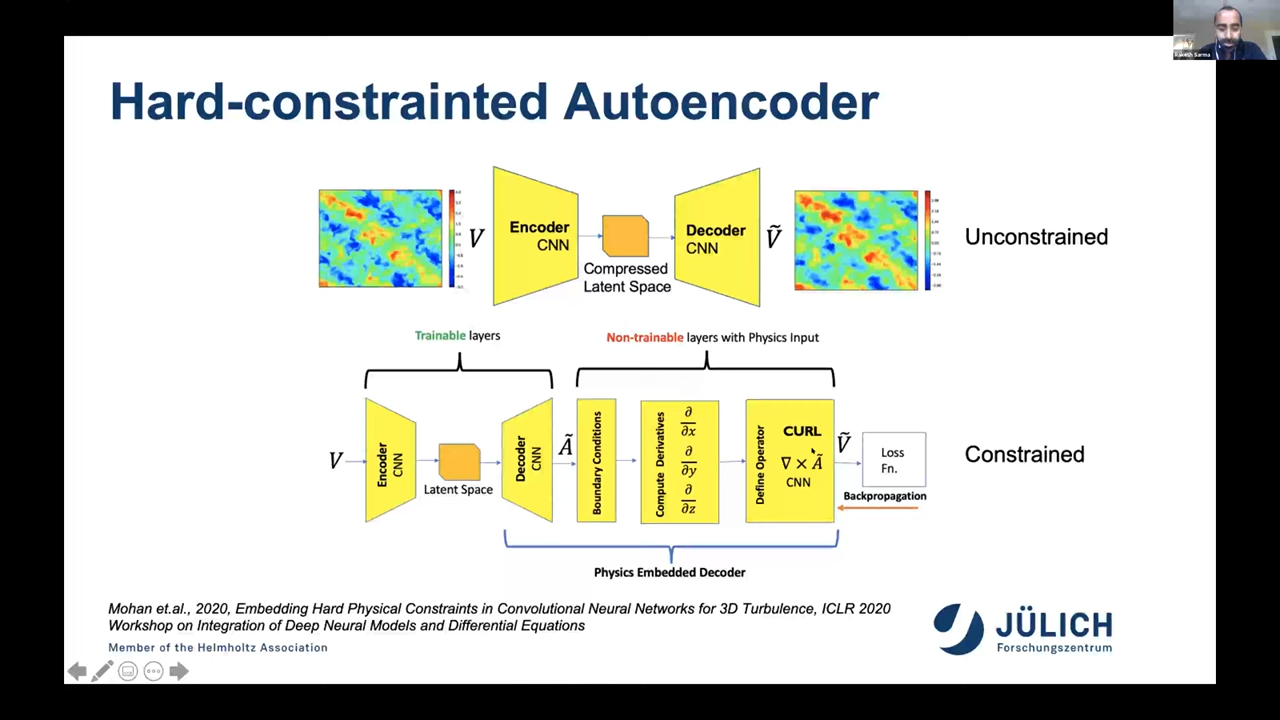 Rakesh Sarma
Hard-constrainted Autoencoder
V
Encoder
CNN
Compressed
Latent Space
Decoder
CNN
Ṽ
Unconstrained
Trainable layers
Non-trainable layers with Physics Input
V
Encoder
CNN
Latent Space
Decoder
CNN
Ã
Boundary Conditions
Compute Derivatives
∂/∂x
∂/∂y
∂/∂z
Define Operator
CURL
∇ × Ã
CNN
Ṽ
Loss
Fn.
Backpropagation
Constrained
Physics Embedded Decoder
Mohan et.al., 2020, Embedding Hard Physical Constraints in Convolutional Neural Networks for 3D Turbulence, ICLR 2020
Workshop on Integration of Deep Neural Models and Differential Equations
Member of the Helmholtz Association
JÜLICH
Forschungszentrum